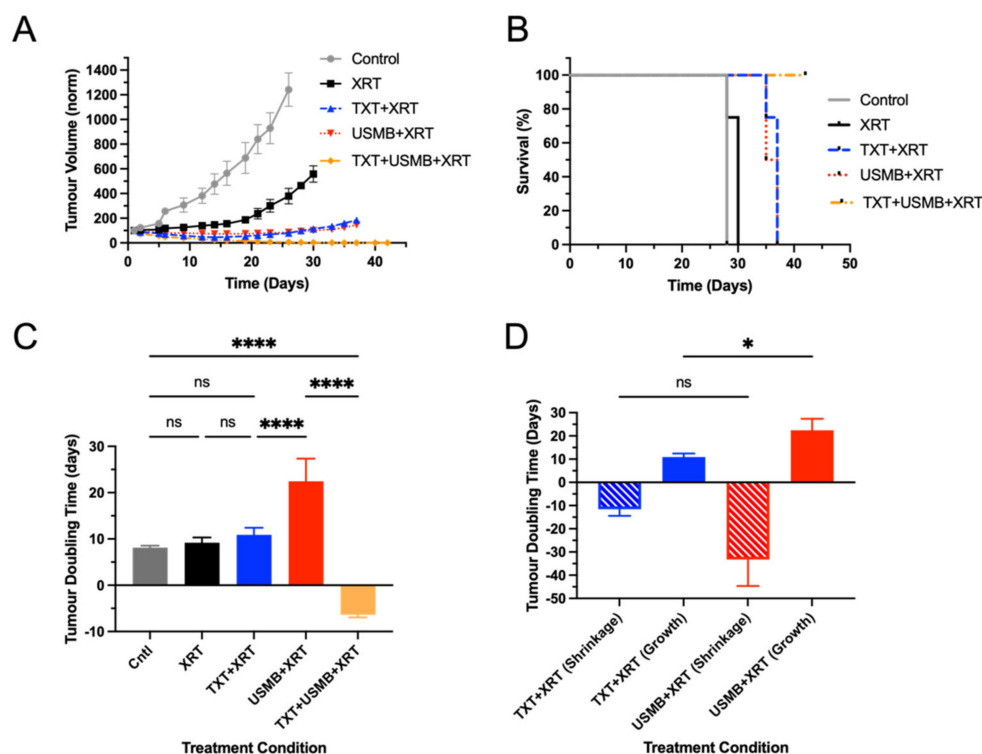 A
Tumour Volume (norm)
1400
1200
1000
800
600
400
200
0
0 10 20 30 40
Time (Days)
Control
XRT
TXT+XRT
USMB+XRT
TXT+USMB+XRT
B
Survival (%)
100
80
60
40
20
0
0 10 20 30 40 50
Time (Days)
Control
XRT
TXT+XRT
USMB+XRT
TXT+USMB+XRT
C
****
ns ****
ns ns ****
Tumour Doubling Time (days)
30
20
10
0
-10
Cntl
XRT
TXT+XRT
USMB+XRT
TXT+USMB+XRT
Treatment Condition
D
*
ns
Tumour Doubling Time (Days)
30
20
10
0
-10
-20
-30
-40
-50
TXT+XRT (Shrinkage)
TXT+XRT (Growth)
USMB+XRT (Shrinkage)
USMB+XRT (Growth)
Treatment Condition